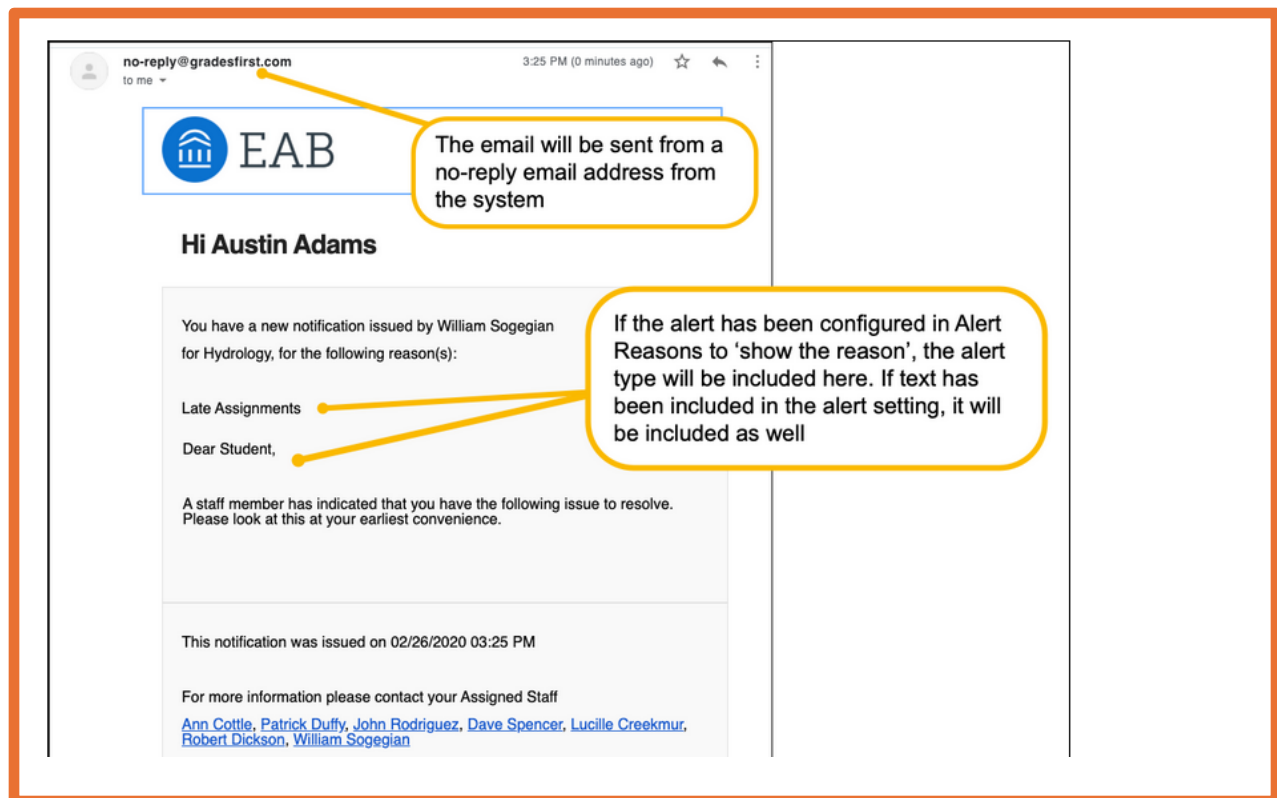 no-reply@gradesfirst.com
3:25 PM (0 minutes ago)
to me
EAB
The email will be sent from a
no-reply email address from
the system
Hi Austin Adams
You have a new notification issued by William Sogegian
for Hydrology, for the following reason(s):
If the alert has been configured in Alert
Reasons to ‘show the reason’, the alert
type will be included here. If text has
been included in the alert setting, it will
be included as well
Late Assignments
Dear Student,
A staff member has indicated that you have the following issue to resolve.
Please look at this at your earliest convenience.
This notification was issued on 02/26/2020 03:25 PM
For more information please contact your Assigned Staff
Ann Cottle, Patrick Duffy, John Rodriguez, Dave Spencer, Lucille Creekmur,
Robert Dickson, William Sogegian